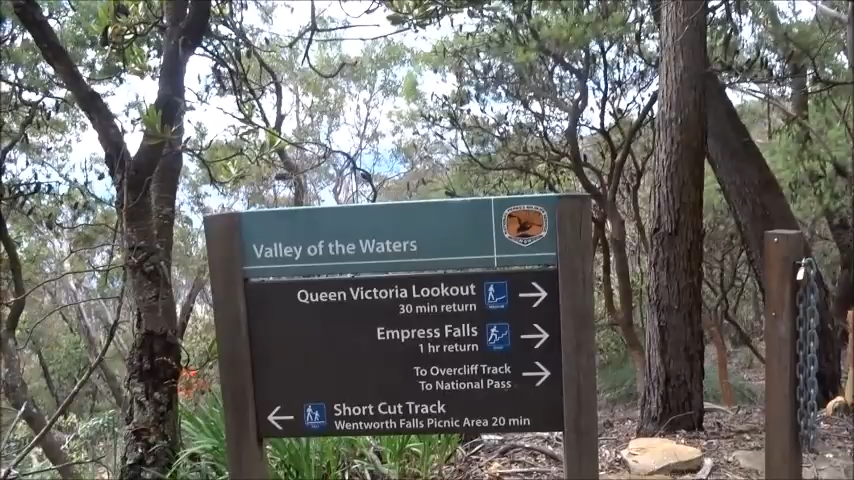 Valley of the Waters
Queen Victoria Lookout
30 min return
Empress Falls
1 hr return
To Overcliff Track
To National Pass
Short Cut Track
Wentworth Falls Picnic Area 20 min